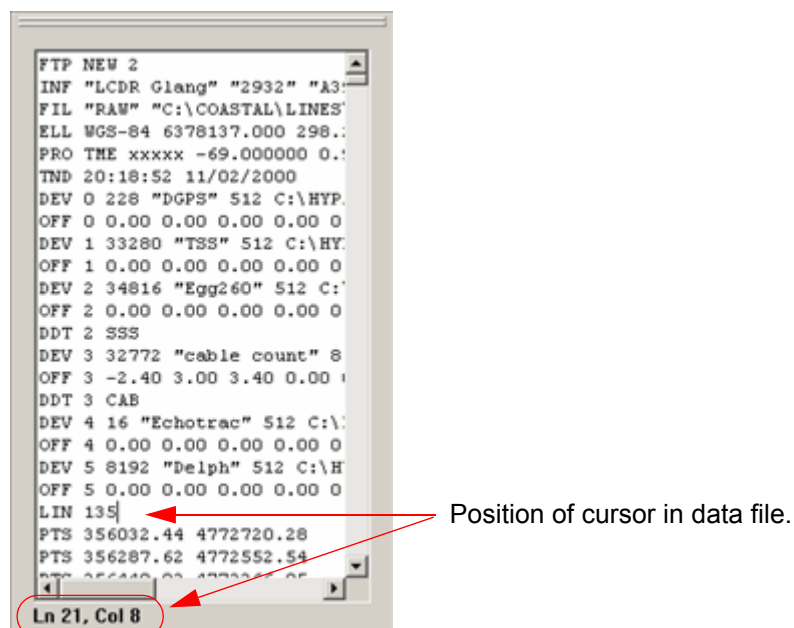 FTP NEW 2
INF "LCDR Glang" "2932" "A3
FIL "RAW" "C:\COASTAL\LINES
ELL WGS-84 6378137.000 298.
PRO TME xxxxx -69.000000 0.
TND 20:18:52 11/02/2000
DEV 0 228 "DGPS" 512 C:\HYP
OFF 0 0.00 0.00 0.00 0.00 0
DEV 1 33280 "TSS" 512 C:\HY
OFF 1 0.00 0.00 0.00 0.00 0
DEV 2 34816 "Egg260" 512 C:
OFF 2 0.00 0.00 0.00 0.00 0
DDT 2 SSS
DEV 3 32772 "cable count" 8
OFF 3 -2.40 3.00 3.40 0.00
DDT 3 CAB
DEV 4 16 "Echotrac" 512 C:\
OFF 4 0.00 0.00 0.00 0.00 0
DEV 5 8192 "Delph" 512 C:\H
OFF 5 0.00 0.00 0.00 0.00 0
LIN 135
Position of cursor in data file.
PTS 356032.44 4772720.28
PTS 356287.62 4772552.54
Ln 21, Col 8